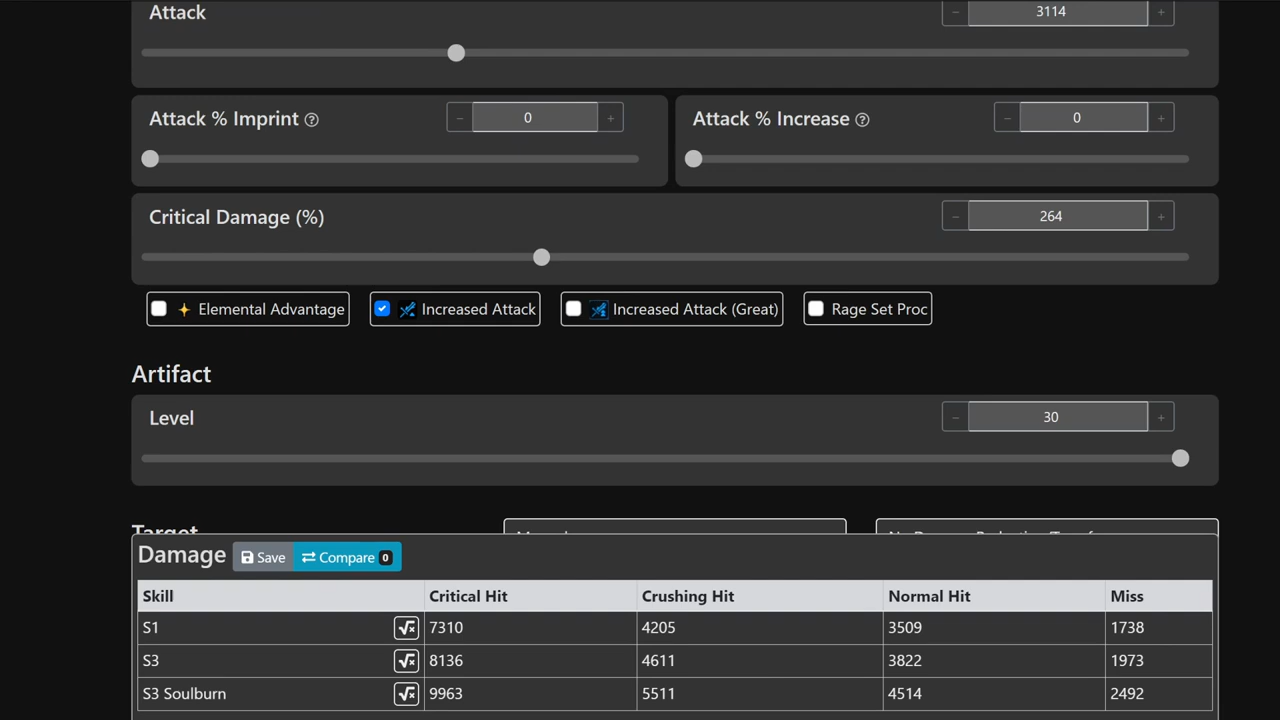 Attack
3114
Attack % Imprint
0
Attack % Increase
0
Critical Damage (%)
264
Elemental Advantage
Increased Attack
Increased Attack (Great)
Rage Set Proc
Artifact
Level
30
Target
Damage Save Compare 0
Skill Critical Hit Crushing Hit Normal Hit Miss
S1 7310 4205 3509 1738
S3 8136 4611 3822 1973
S3 Soulburn 9963 5511 4514 2492